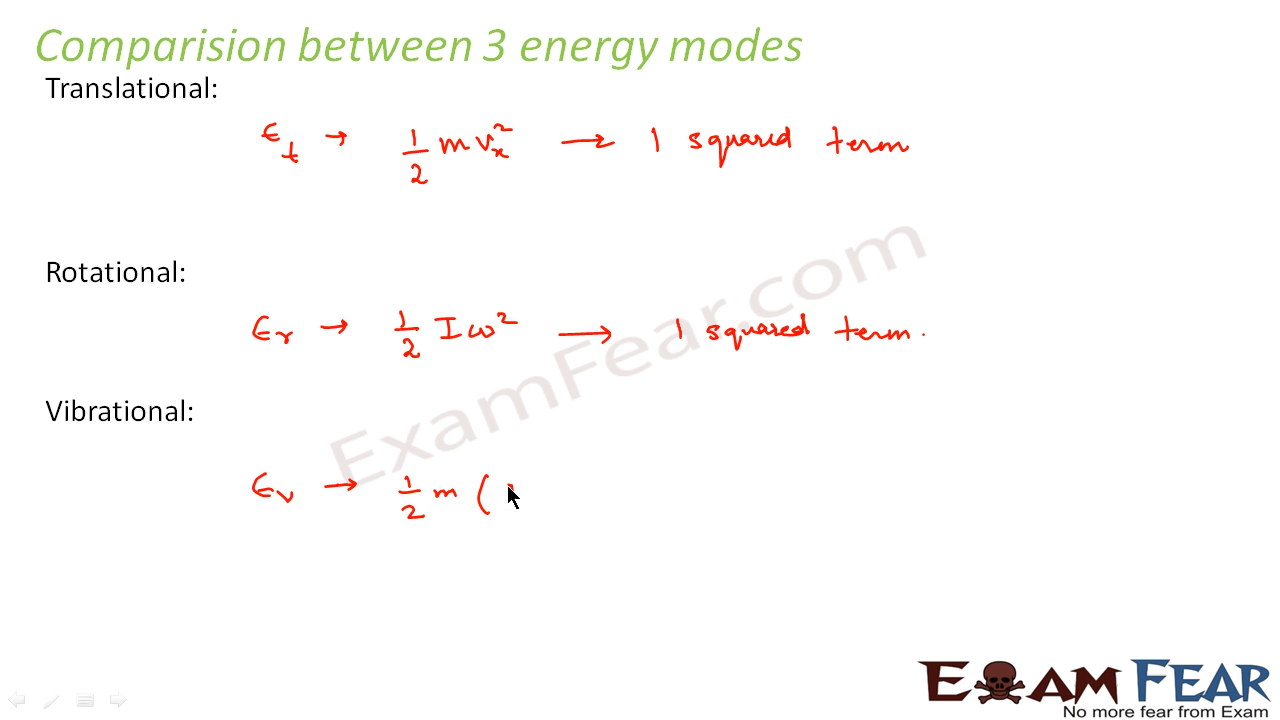 Comparision between 3 energy modes
Translational:
ϵt → 1/2 m vx² → 1 squared term
Rotational:
ϵr → 1/2 I ω² → 1 squared term.
Vibrational:
ϵv → 1/2 m (
ExamFear.com
EXAM FEAR
No more fear from Exam